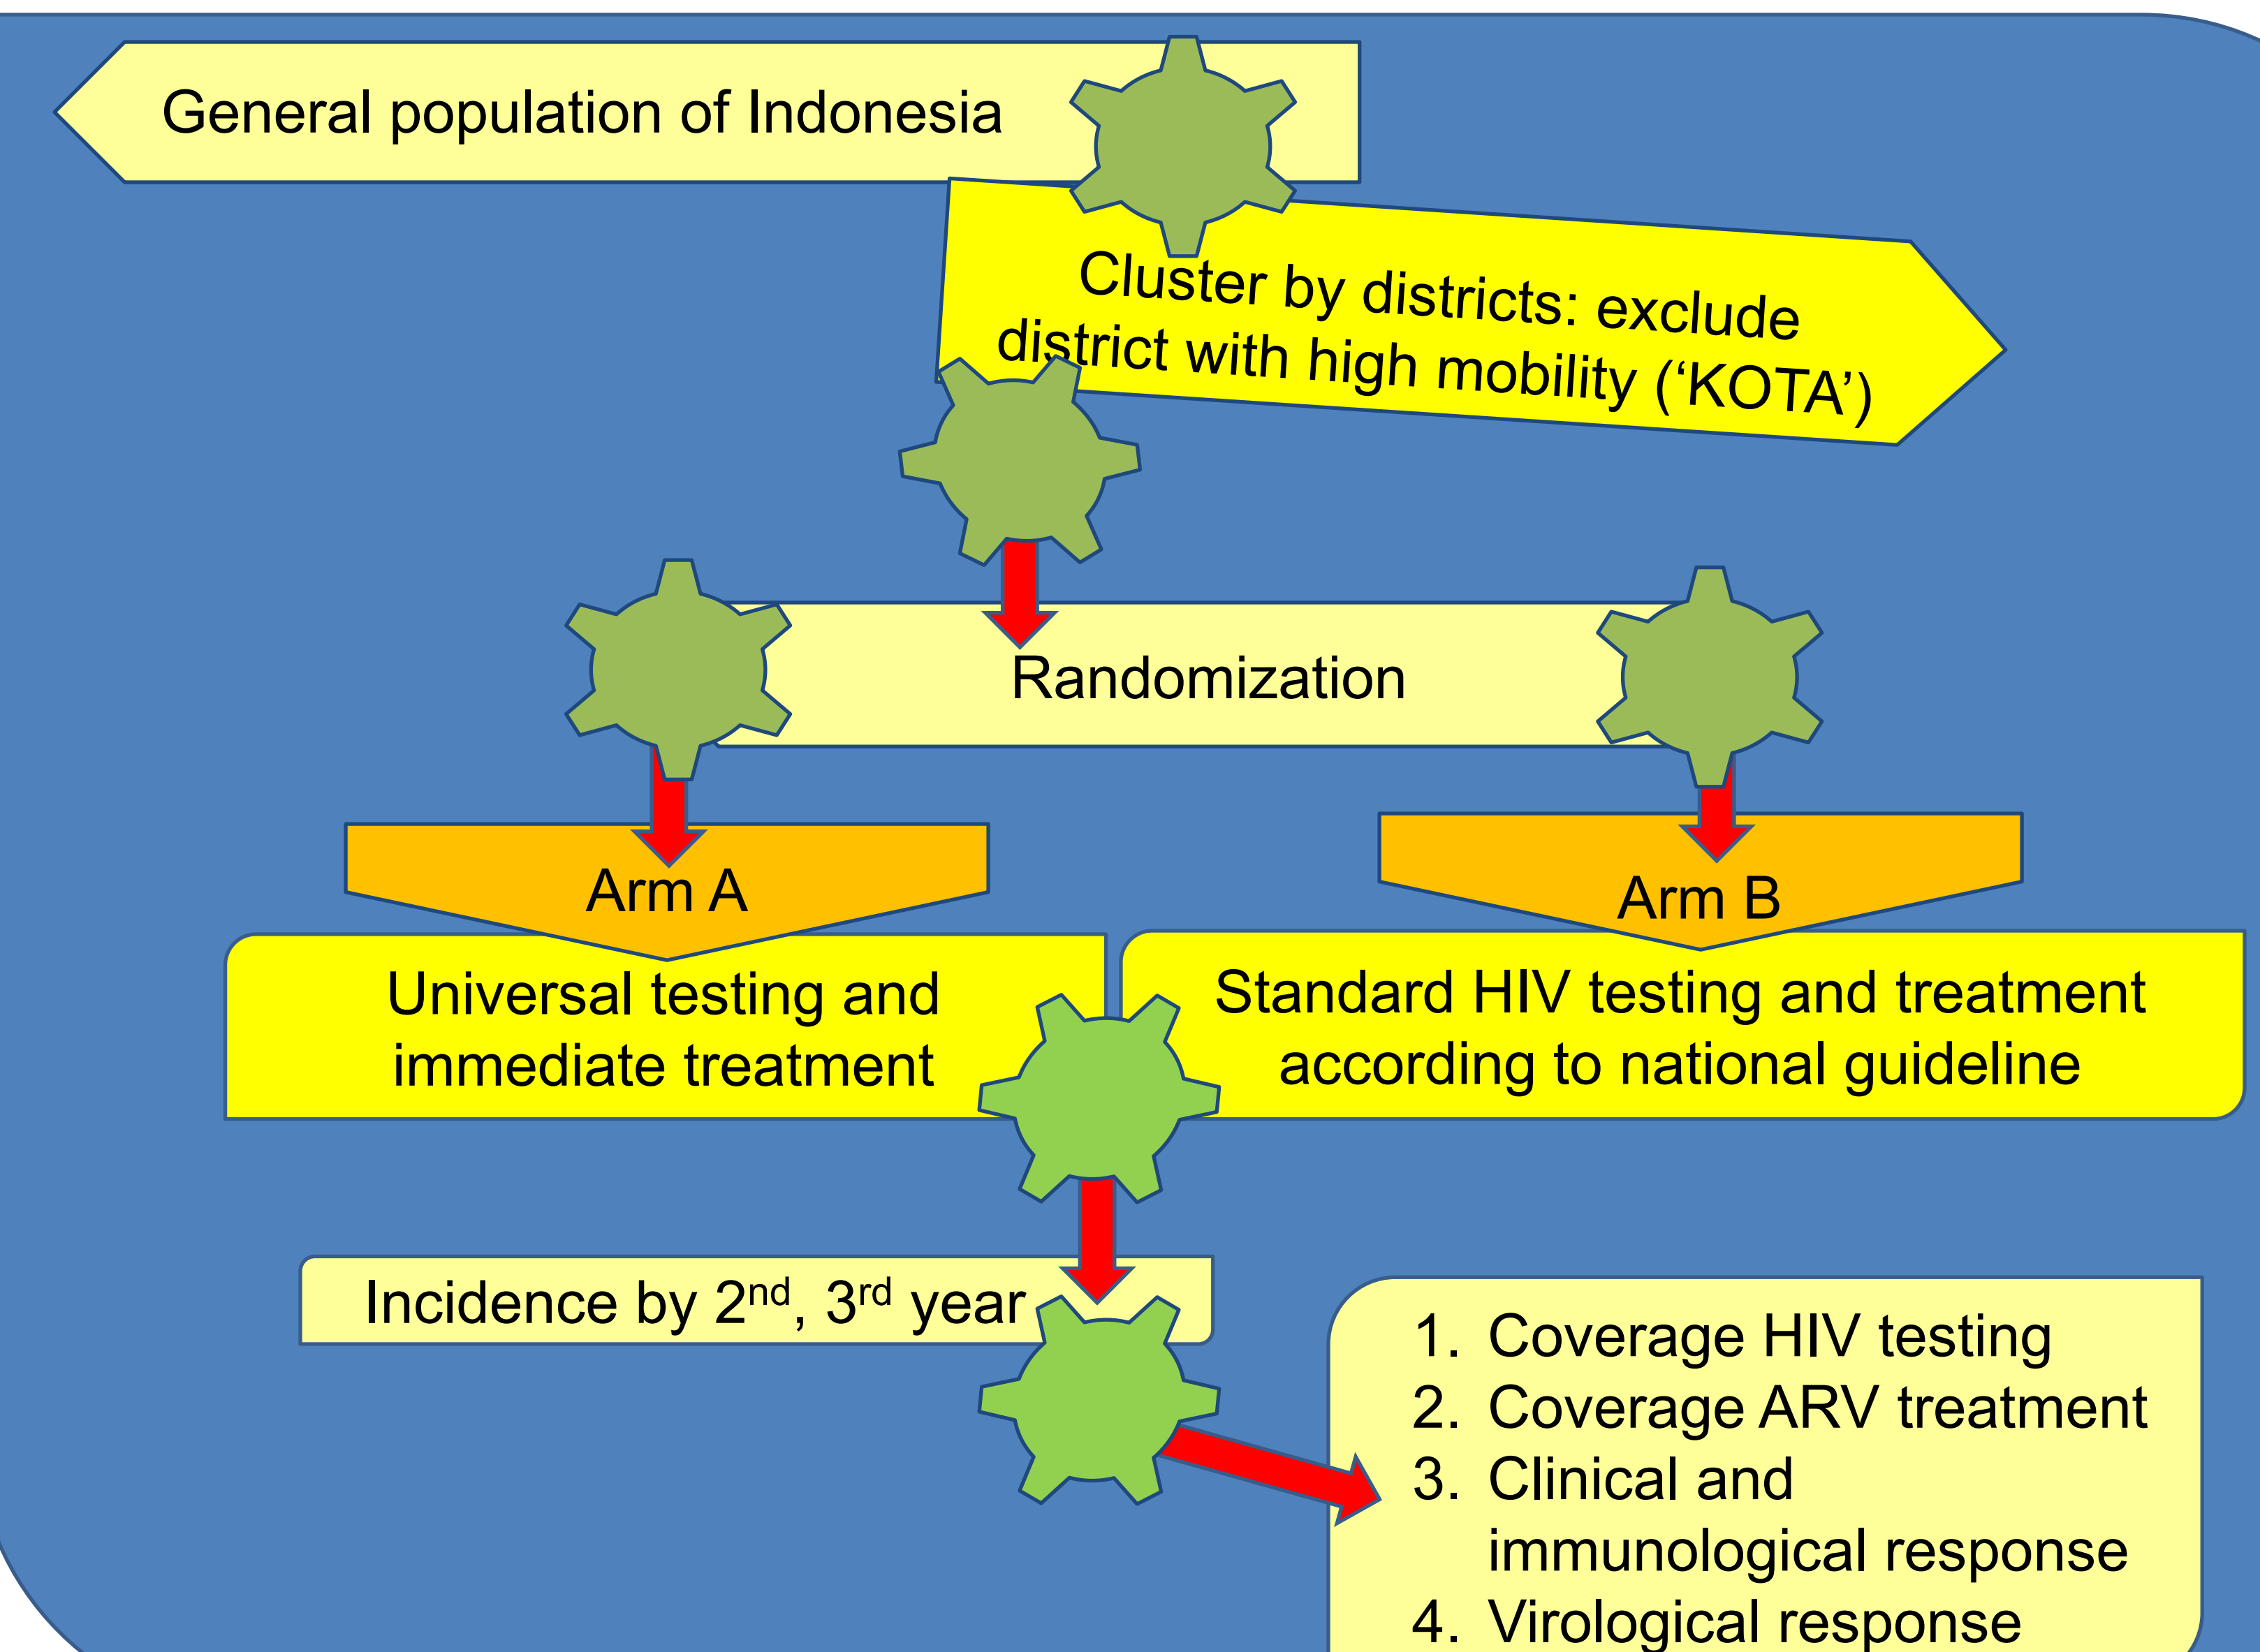 General population of Indonesia
Cluster by districts: exclude
district with high mobility (‘KOTA’)
Randomization
Arm A
Arm B
Universal testing and
immediate treatment
Standard HIV testing and treatment
according to national guideline
Incidence by 2nd, 3rd year
1. Coverage HIV testing
2. Coverage ARV treatment
3. Clinical and
immunological response
4. Virological response